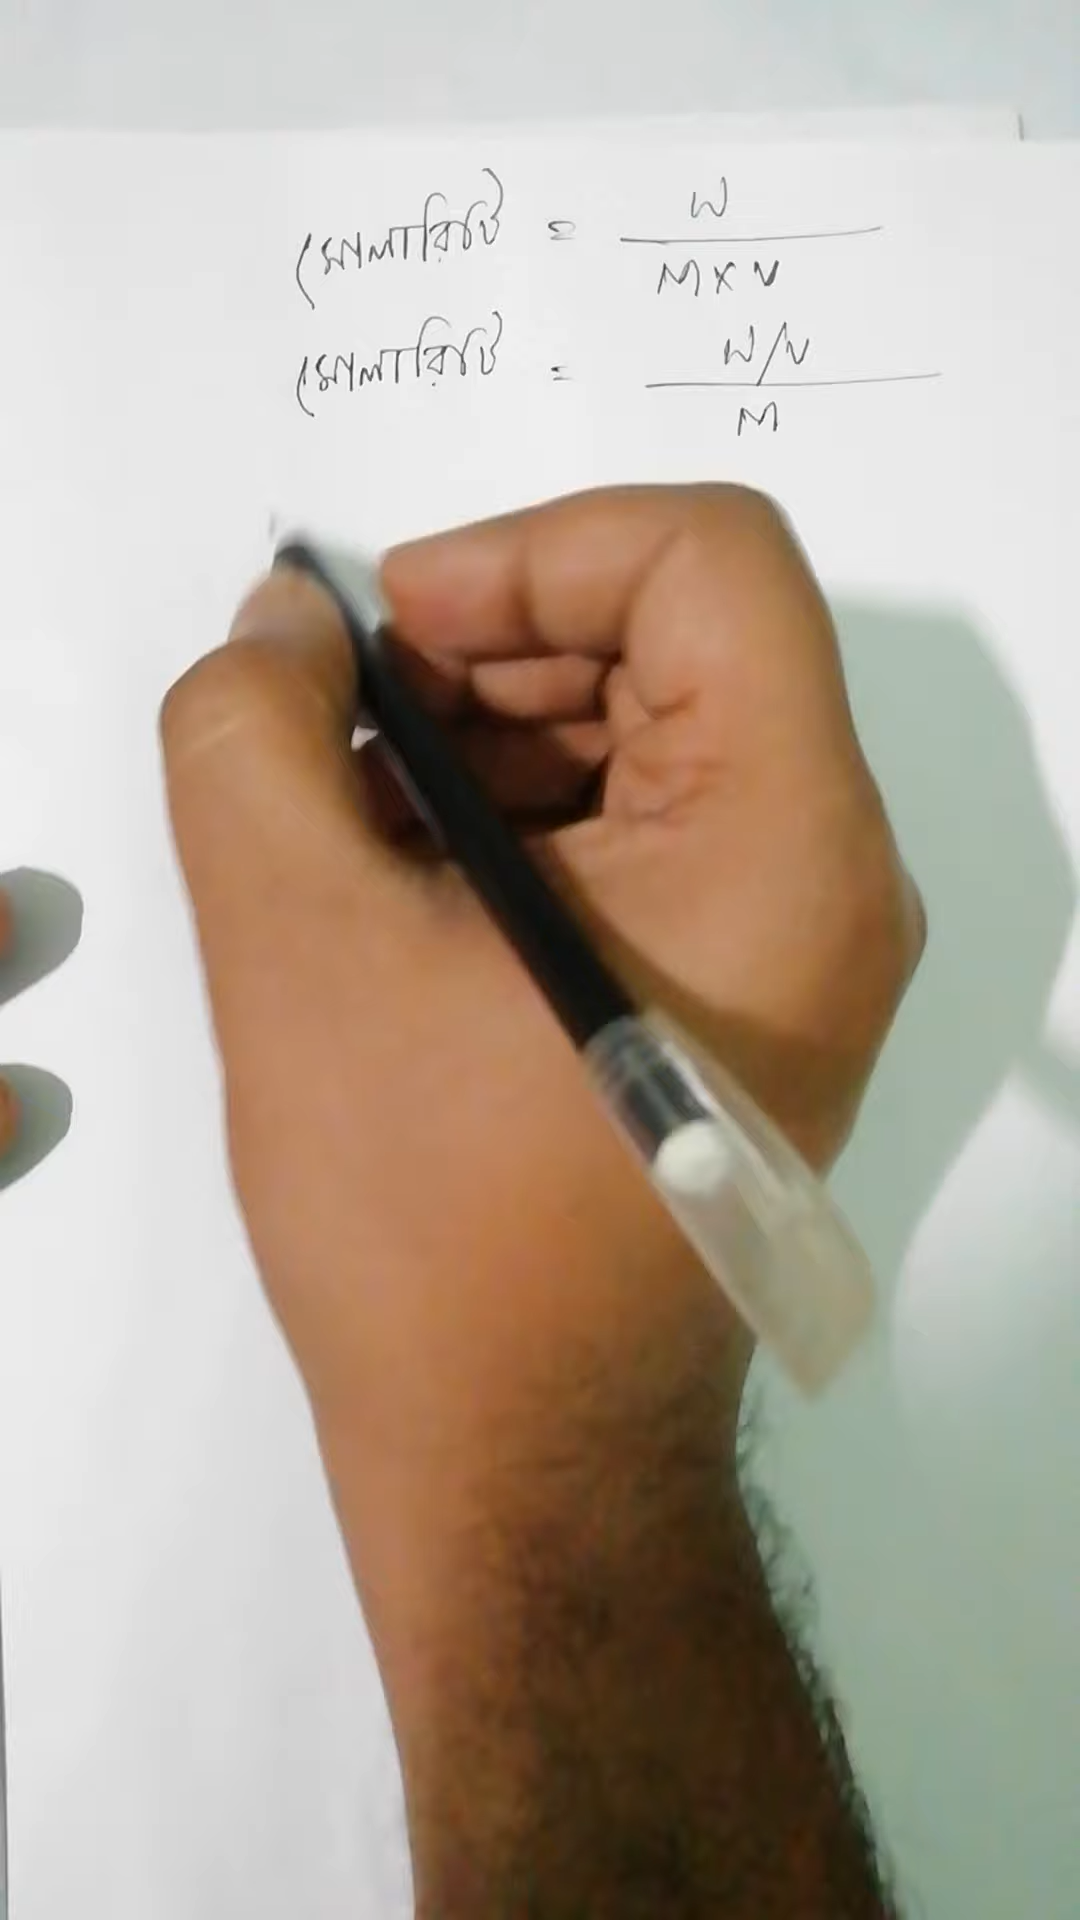 মোলারিটি = W / M × V
মোলারিটি = W/V / M